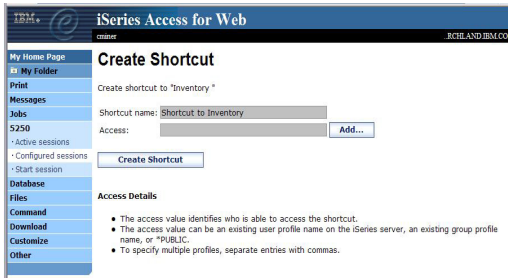 IBM
iSeries Access for Web
cminer
.RCHLAND.IBM.CO
My Home Page
My Folder
Print
Messages
Jobs
5250
· Active sessions
· Configured sessions
· Start session
Database
Files
Command
Download
Customize
Other
Create Shortcut
Create shortcut to "Inventory "
Shortcut name: Shortcut to Inventory
Access: Add...
Create Shortcut
Access Details
• The access value identifies who is able to access the shortcut.
• The access value can be an existing user profile name on the iSeries server, an existing group profile
name, or *PUBLIC.
• To specify multiple profiles, separate entries with commas.